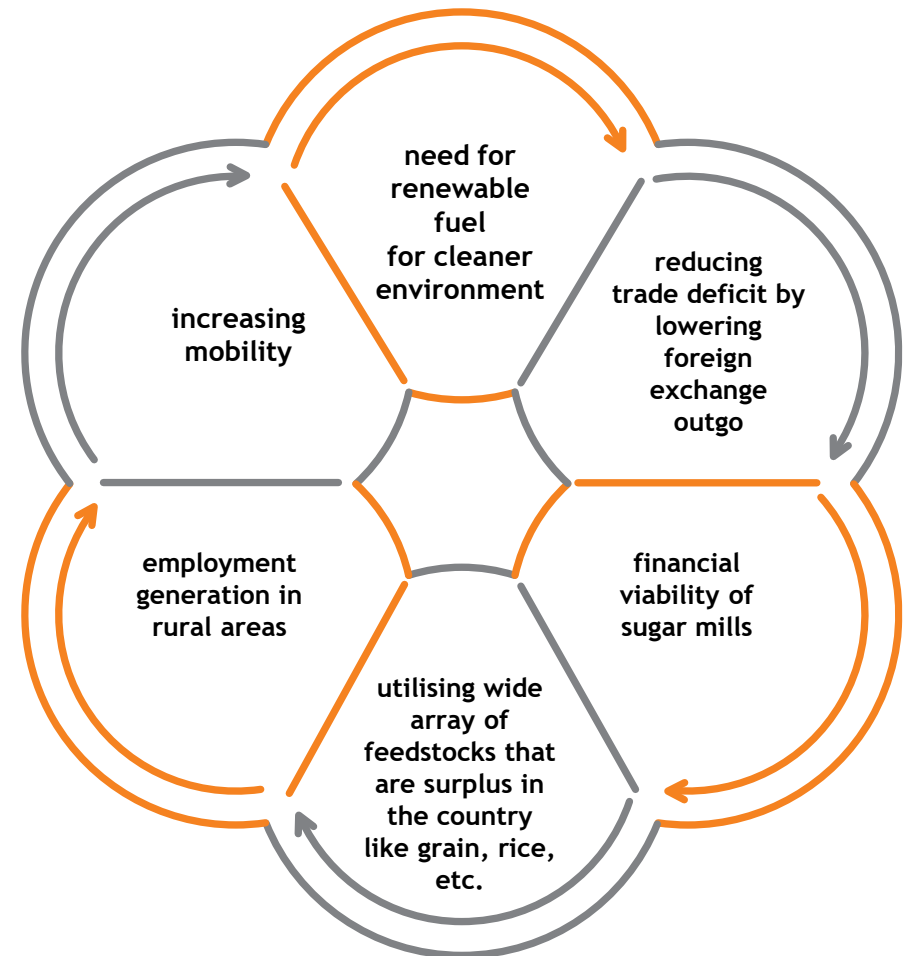 need for
renewable
fuel
for cleaner
environment
reducing
trade deficit by
lowering
foreign
exchange
outgo
financial
viability of
sugar mills
utilising wide
array of
feedstocks that
are surplus in
the country
like grain, rice,
etc.
employment
generation in
rural areas
increasing
mobility